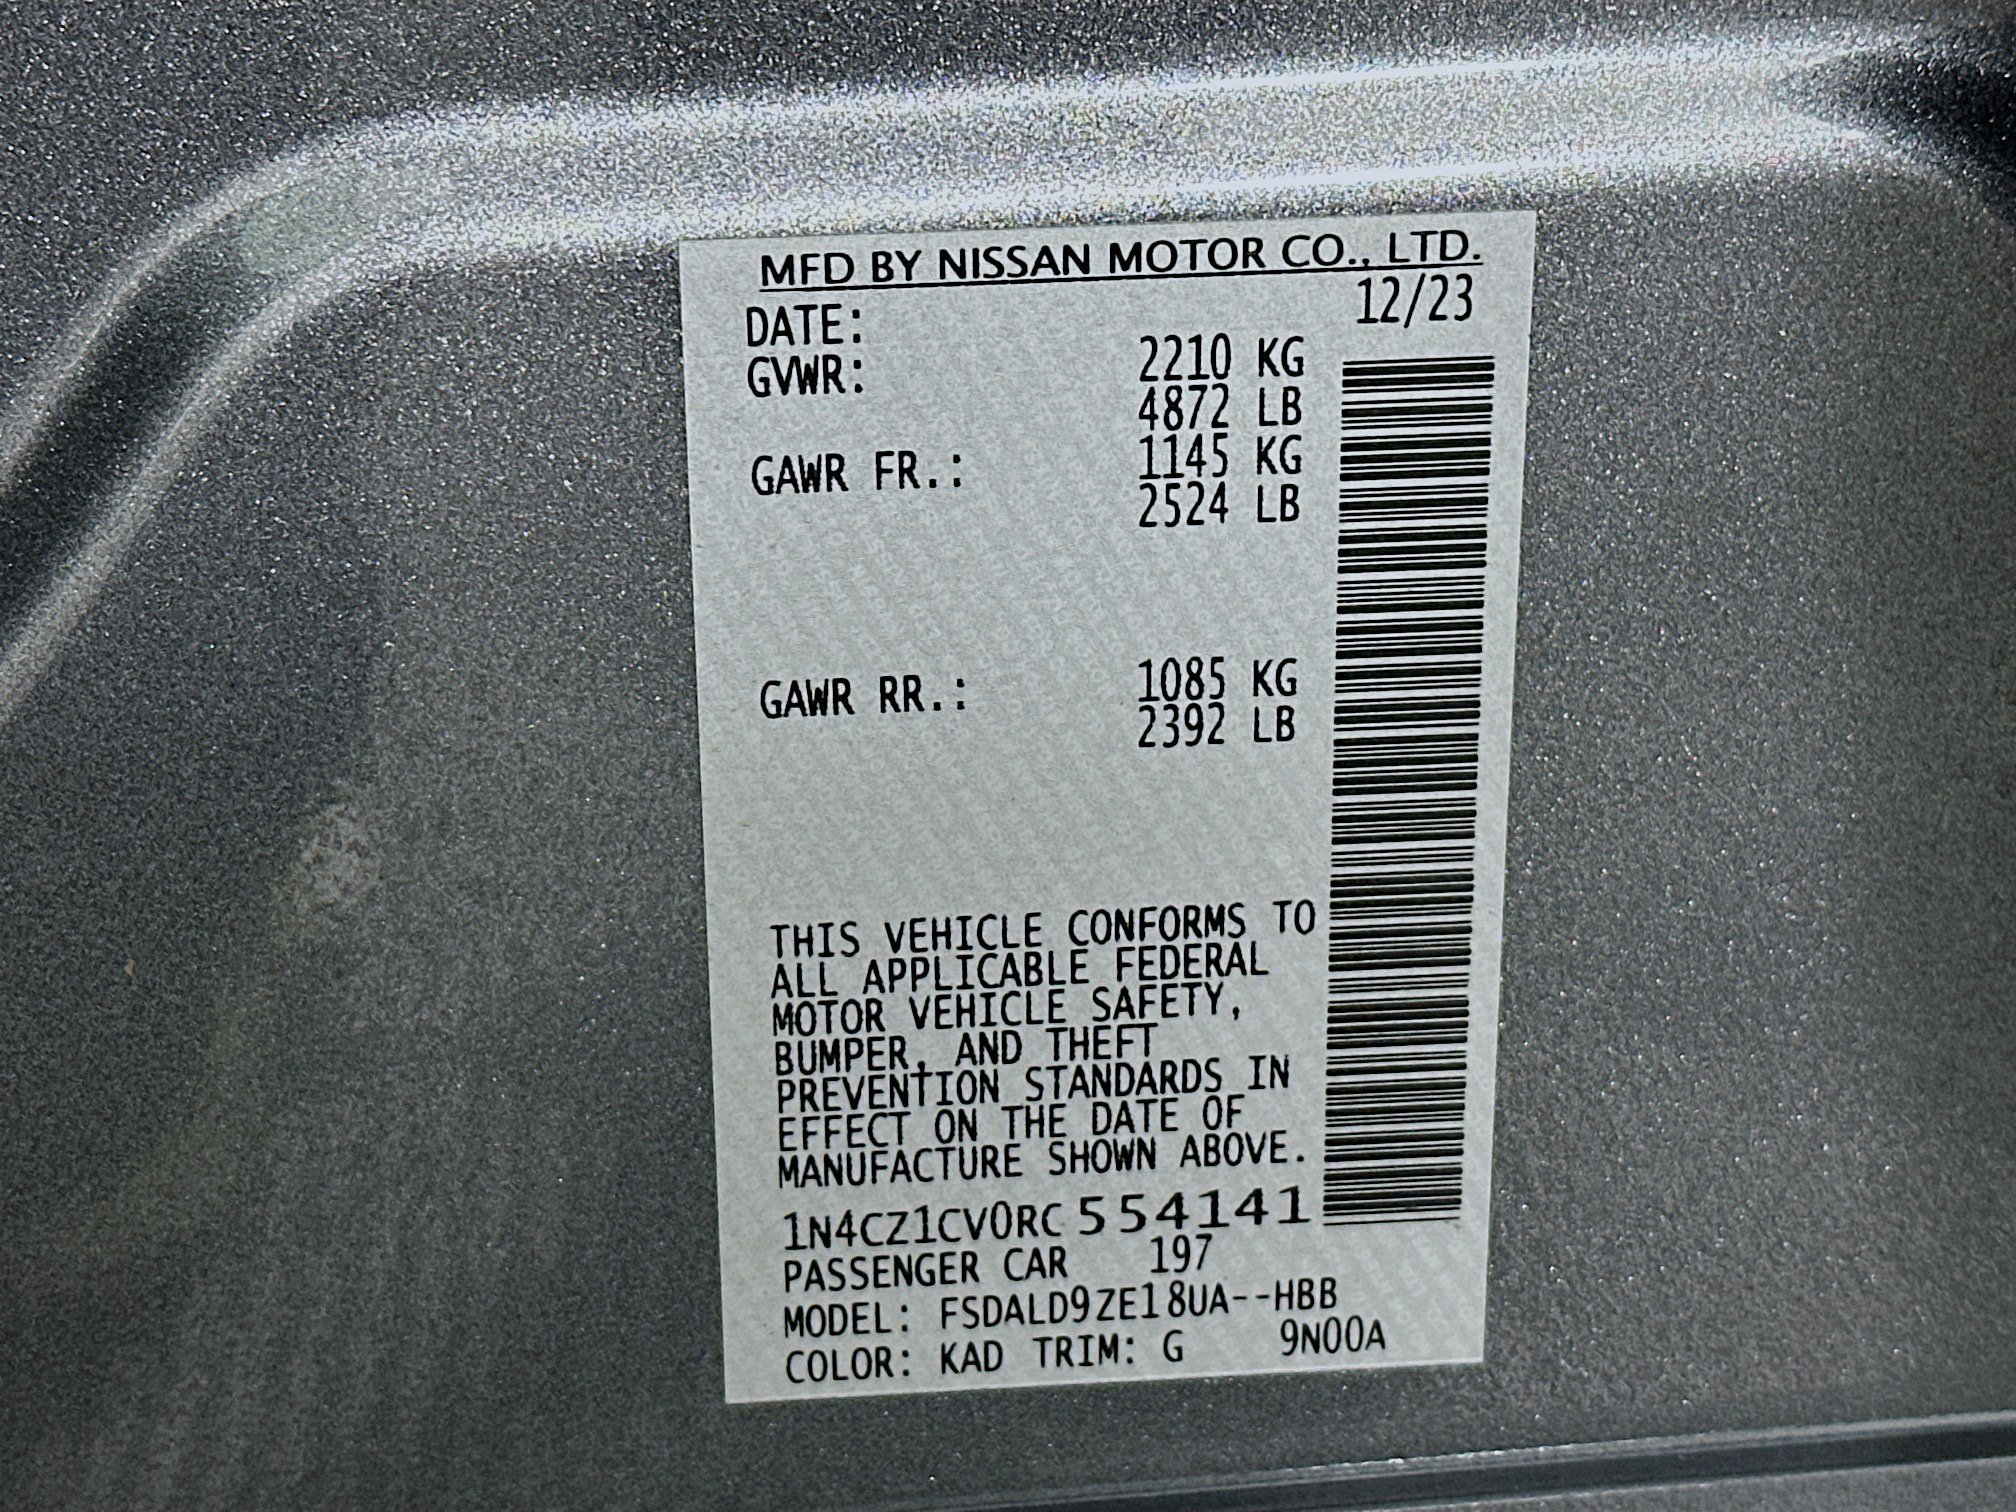 MFD BY NISSAN MOTOR CO., LTD.
DATE: 12/23
GVWR: 2210 KG
4872 LB
GAWR FR.: 1145 KG
2524 LB
GAWR RR.: 1085 KG
2392 LB
THIS VEHICLE CONFORMS TO
ALL APPLICABLE FEDERAL
MOTOR VEHICLE SAFETY,
BUMPER, AND THEFT
PREVENTION STANDARDS IN
EFFECT ON THE DATE OF
MANUFACTURE SHOWN ABOVE.
1N4CZ1CV0RC554141
PASSENGER CAR 197
MODEL: FSDALD9ZE18UA--HBB
COLOR: KAD TRIM: G 9N00A